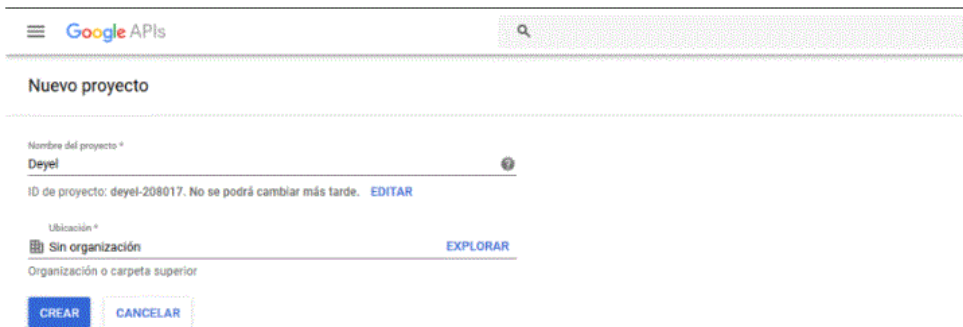 Google APIs
Nuevo proyecto
Nombre del proyecto *
Deyel
ID de proyecto: deyel-208017. No se podrá cambiar más tarde. EDITAR
Ubicación *
Sin organización EXPLORAR
Organización o carpeta superior
CREAR CANCELAR